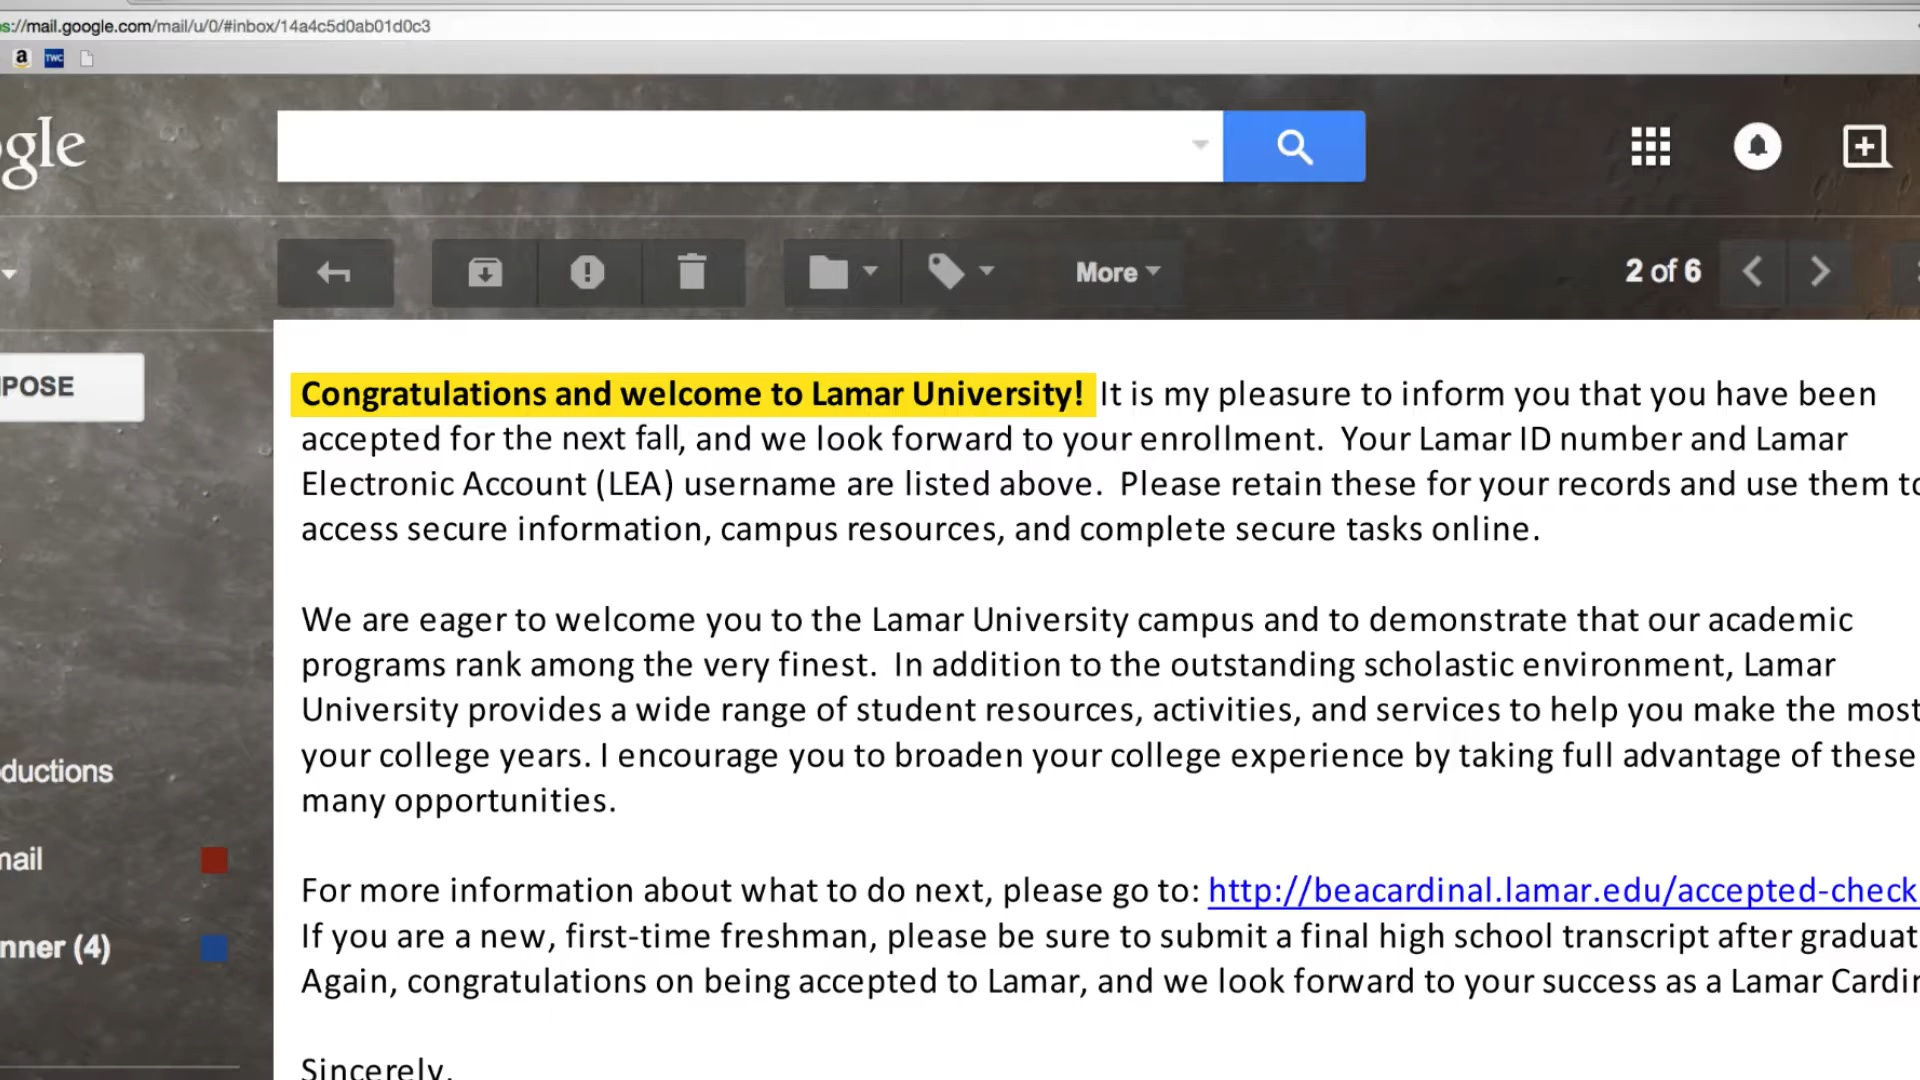 s://mail.google.com/mail/u/0/#inbox/14a4c5d0ab01d0c3
a TWC
gle
More
2 of 6
POSE
Congratulations and welcome to Lamar University! It is my pleasure to inform you that you have been
accepted for the next fall, and we look forward to your enrollment. Your Lamar ID number and Lamar
Electronic Account (LEA) username are listed above. Please retain these for your records and use them to
access secure information, campus resources, and complete secure tasks online.
We are eager to welcome you to the Lamar University campus and to demonstrate that our academic
programs rank among the very finest. In addition to the outstanding scholastic environment, Lamar
University provides a wide range of student resources, activities, and services to help you make the most
your college years. I encourage you to broaden your college experience by taking full advantage of these
ductions
many opportunities.
mail
For more information about what to do next, please go to: http://beacardinal.lamar.edu/accepted-check
If you are a new, first-time freshman, please be sure to submit a final high school transcript after graduat
nner (4)
Again, congratulations on being accepted to Lamar, and we look forward to your success as a Lamar Cardin
Sincerely,